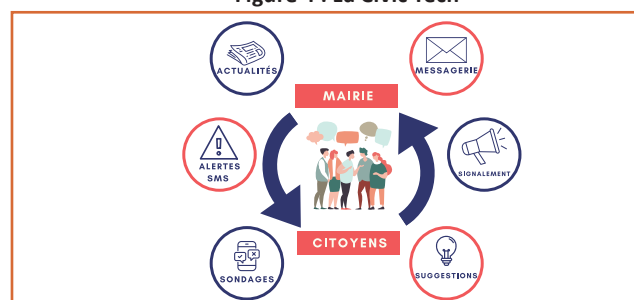 ACTUALITÉS
MESSAGERIE
MAIRIE
ALERTES
SMS
SIGNALEMENT
CITOYENS
SONDAGES
SUGGESTIONS